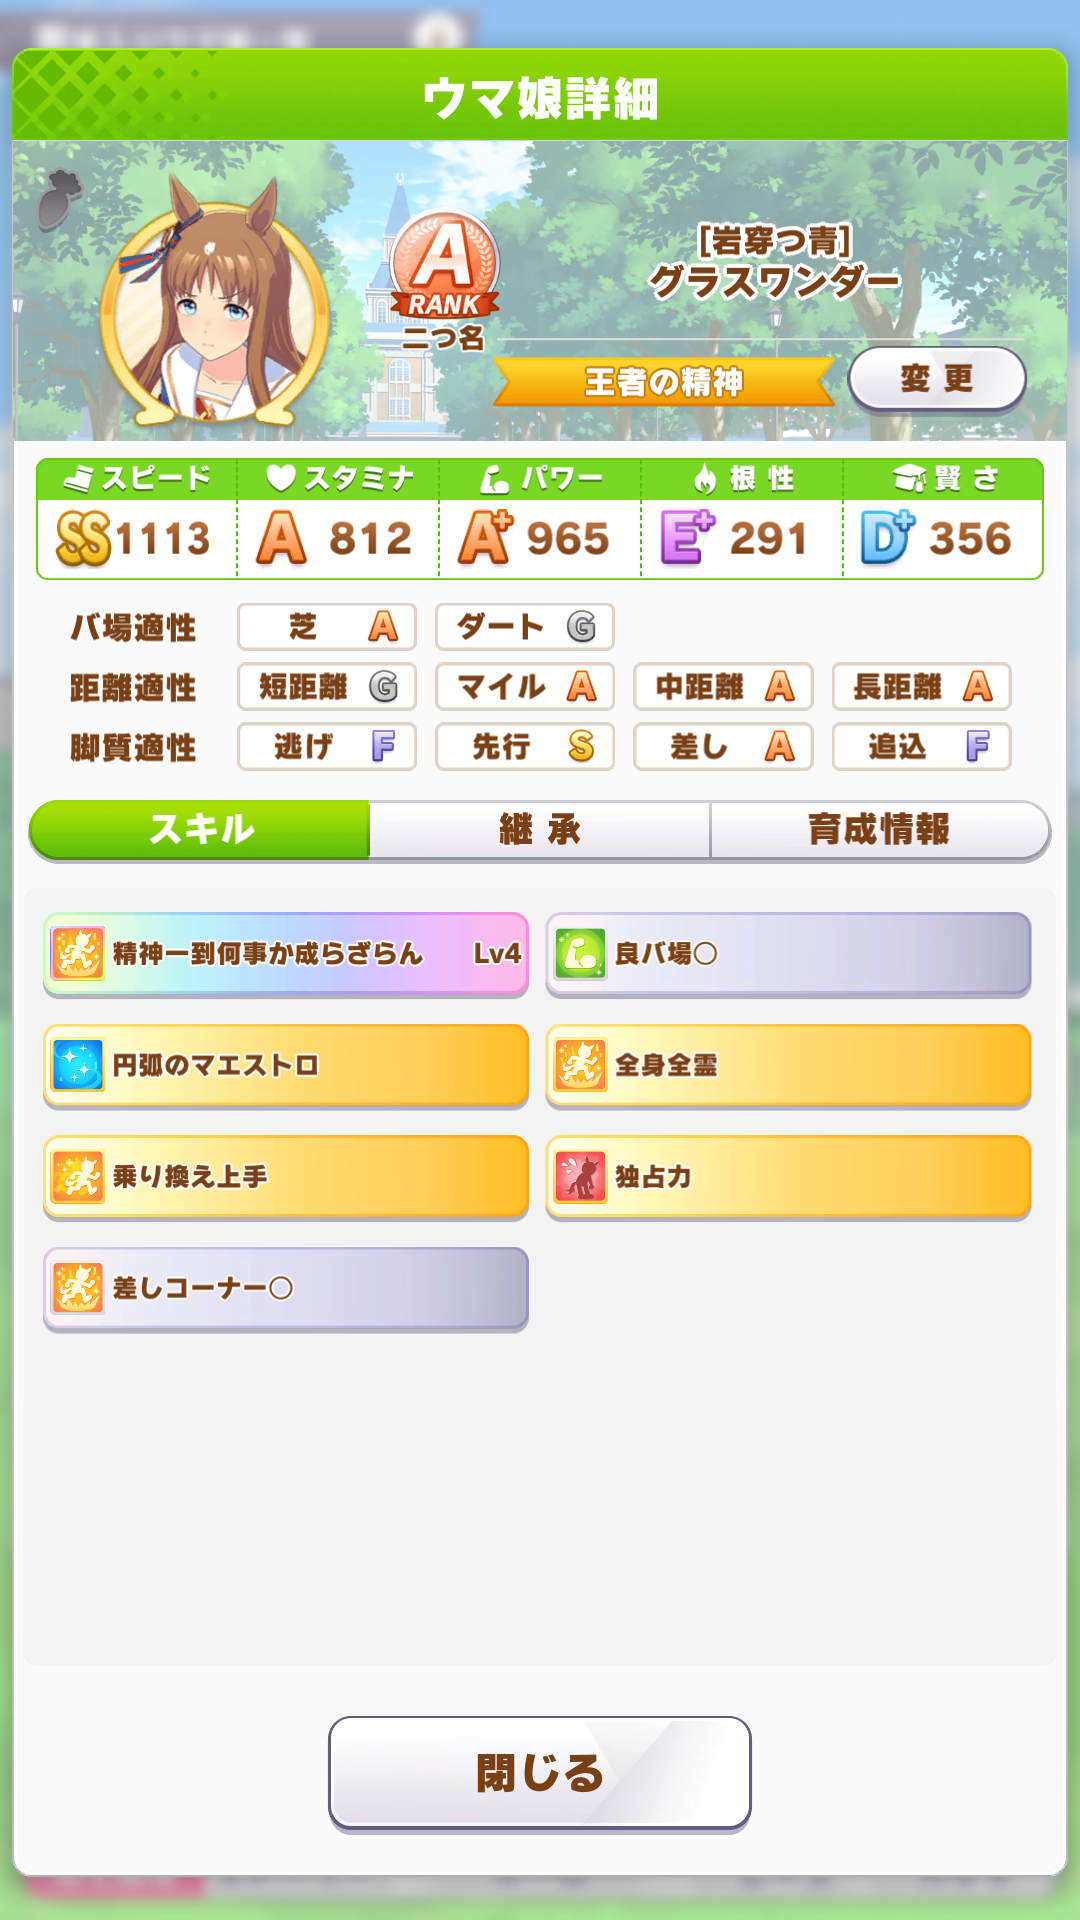 ウマ娘詳細
A
RANK
二つ名
[岩穿つ青]
グラスワンダー
王者の精神
変更
スピード スタミナ パワー 根性 賢さ
SS 1113 A 812 A+ 965 E+ 291 D+ 356
バ場適性 芝 A ダート G
距離適性 短距離 G マイル A 中距離 A 長距離 A
脚質適性 逃げ F 先行 S 差し A 追込 F
スキル 継承 育成情報
精神一到何事か成らざらん Lv4 良バ場○
円弧のマエストロ 全身全霊
乗り換え上手 独占力
差しコーナー○
閉じる